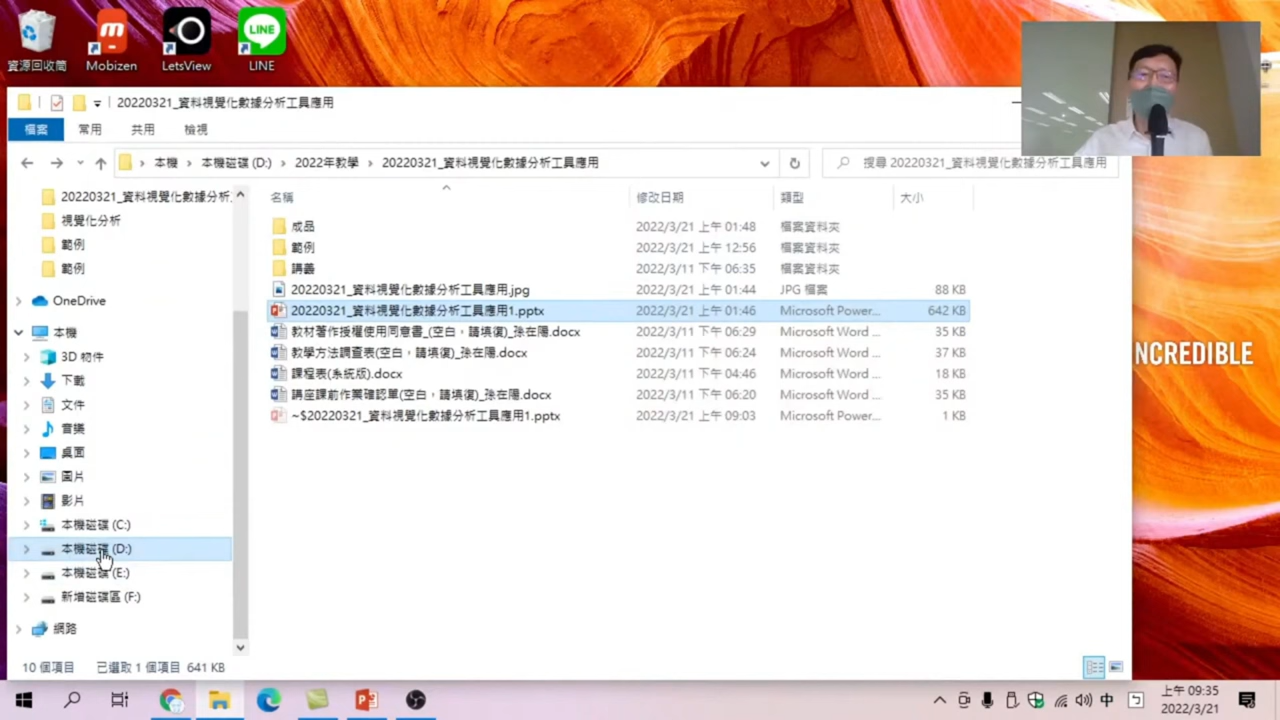 資源回收筒
Mobizen
LetsView
LINE
LINE
20220321_資料視覺化數據分析工具應用
檔案 常用 共用 檢視
本機 本機磁碟 (D:) 2022年教學 20220321_資料視覺化數據分析工具應用
搜尋 20220321_資料視覺化數據分析工具應用
20220321_資料視覺化數據分析
視覺化分析
範例
範例
OneDrive
本機
3D 物件
下載
文件
音樂
桌面
圖片
影片
本機磁碟 (C:)
本機磁碟 (D:)
本機磁碟 (E:)
新增磁碟區 (F:)
網路
名稱 修改日期 類型 大小
成品 2022/3/21 上午 01:48 檔案資料夾
範例 2022/3/21 上午 12:56 檔案資料夾
講義 2022/3/11 下午 06:35 檔案資料夾
20220321_資料視覺化數據分析工具應用.jpg 2022/3/21 上午 01:44 JPG 檔案 88 KB
20220321_資料視覺化數據分析工具應用1.pptx 2022/3/21 上午 01:46 Microsoft Power... 642 KB
教材著作授權使用同意書_(空白，請填復)_孫在陽.docx 2022/3/11 下午 06:29 Microsoft Word ... 35 KB
教學方法調查表(空白，請填復)_孫在陽.docx 2022/3/11 下午 06:24 Microsoft Word ... 37 KB
課程表(系統版).docx 2022/3/11 下午 04:46 Microsoft Word ... 18 KB
講座課前作業確認單(空白，請填復)_孫在陽.docx 2022/3/11 下午 06:20 Microsoft Word ... 35 KB
~$20220321_資料視覺化數據分析工具應用1.pptx 2022/3/21 上午 09:03 Microsoft Power... 1 KB
NCREDIBLE
10 個項目 已選取 1 個項目 641 KB
中
上午 09:35
2022/3/21